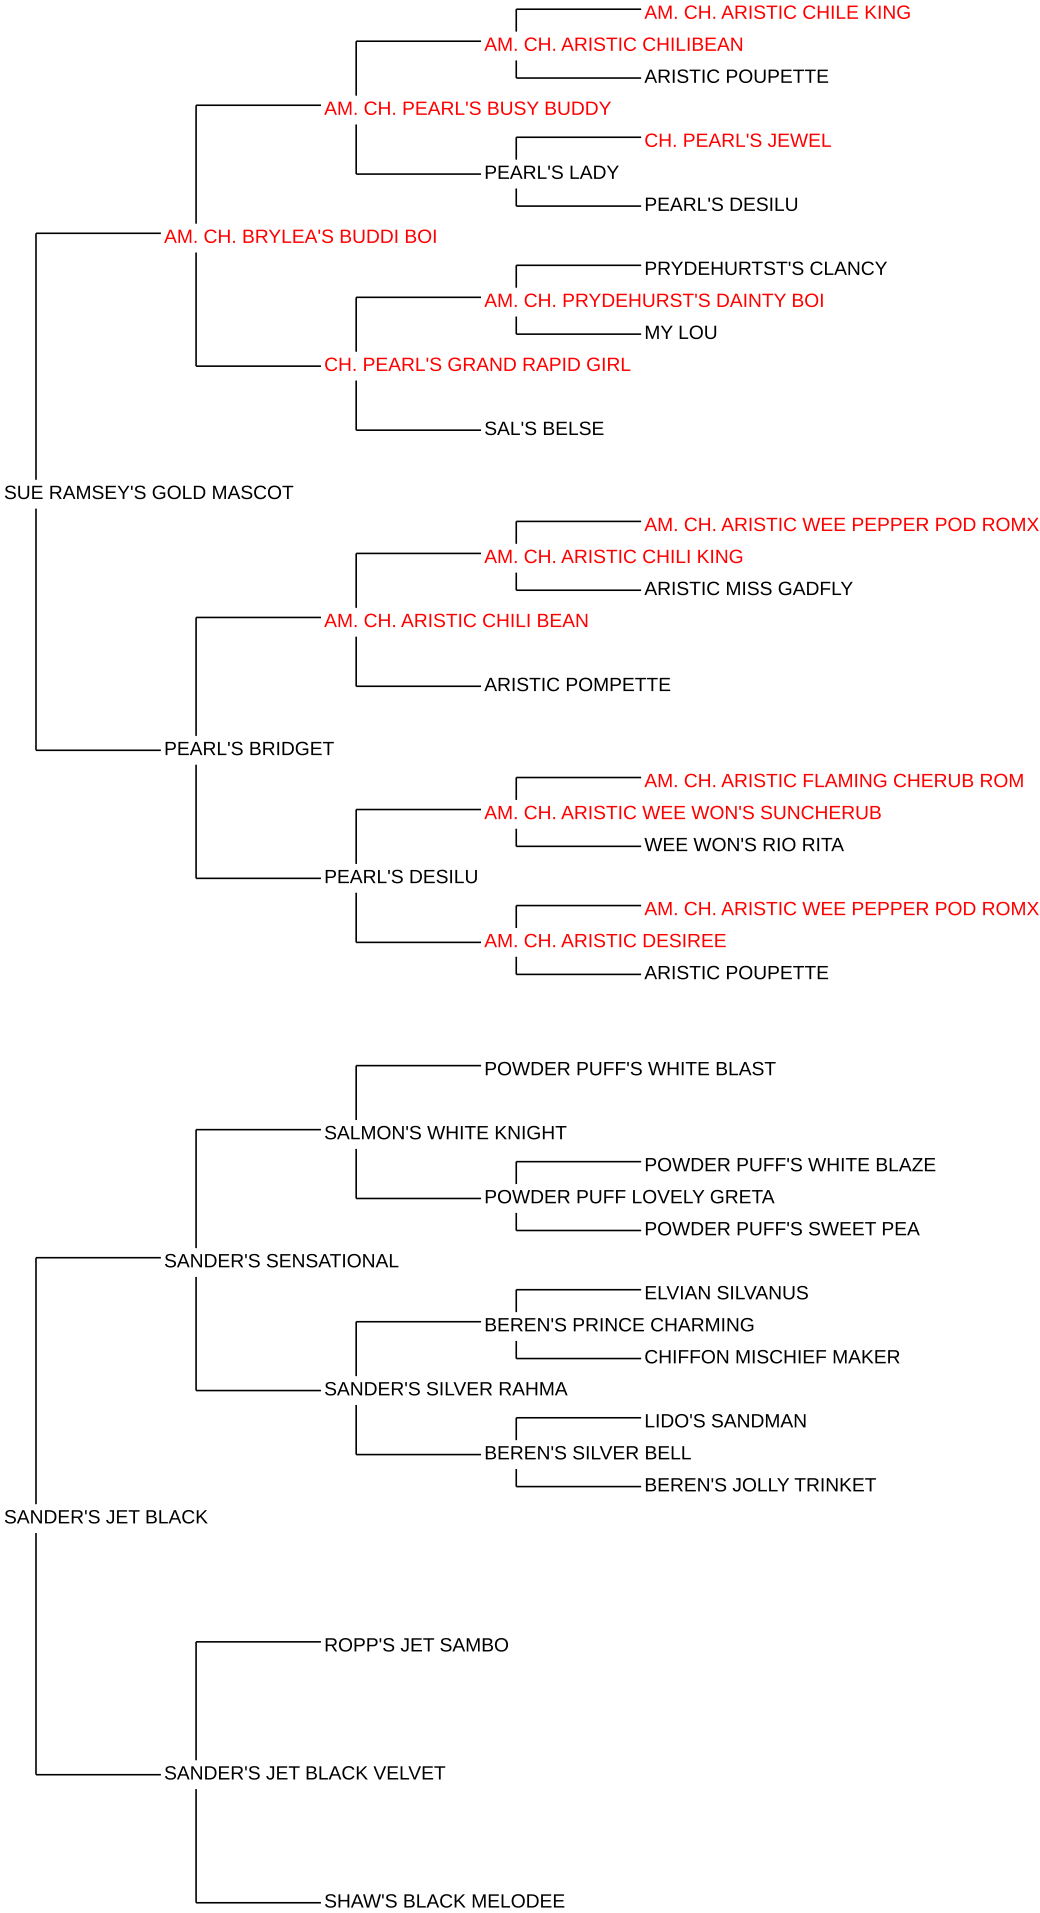 AM. CH. ARISTIC CHILE KING
AM. CH. ARISTIC CHILIBEAN
ARISTIC POUPETTE
AM. CH. PEARL'S BUSY BUDDY
CH. PEARL'S JEWEL
PEARL'S LADY
PEARL'S DESILU
AM. CH. BRYLEA'S BUDDI BOI
PRYDEHURTST'S CLANCY
AM. CH. PRYDEHURST'S DAINTY BOI
MY LOU
CH. PEARL'S GRAND RAPID GIRL
SAL'S BELSE
SUE RAMSEY'S GOLD MASCOT
AM. CH. ARISTIC WEE PEPPER POD ROMX
AM. CH. ARISTIC CHILI KING
ARISTIC MISS GADFLY
AM. CH. ARISTIC CHILI BEAN
ARISTIC POMPETTE
PEARL'S BRIDGET
AM. CH. ARISTIC FLAMING CHERUB ROM
AM. CH. ARISTIC WEE WON'S SUNCHERUB
WEE WON'S RIO RITA
PEARL'S DESILU
AM. CH. ARISTIC WEE PEPPER POD ROMX
AM. CH. ARISTIC DESIREE
ARISTIC POUPETTE
POWDER PUFF'S WHITE BLAST
SALMON'S WHITE KNIGHT
POWDER PUFF'S WHITE BLAZE
POWDER PUFF LOVELY GRETA
POWDER PUFF'S SWEET PEA
SANDER'S SENSATIONAL
ELVIAN SILVANUS
BEREN'S PRINCE CHARMING
CHIFFON MISCHIEF MAKER
SANDER'S SILVER RAHMA
LIDO'S SANDMAN
BEREN'S SILVER BELL
BEREN'S JOLLY TRINKET
SANDER'S JET BLACK
ROPP'S JET SAMBO
SANDER'S JET BLACK VELVET
SHAW'S BLACK MELODEE